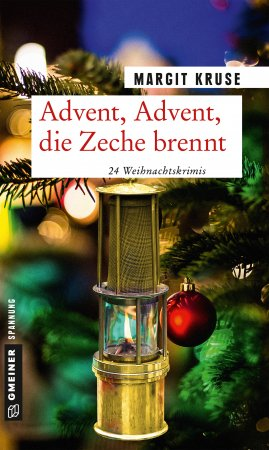 MARGIT KRUSE
Advent, Advent,
die Zeche brennt
24 Weihnachtskrimis
GMEINER SPANNUNG